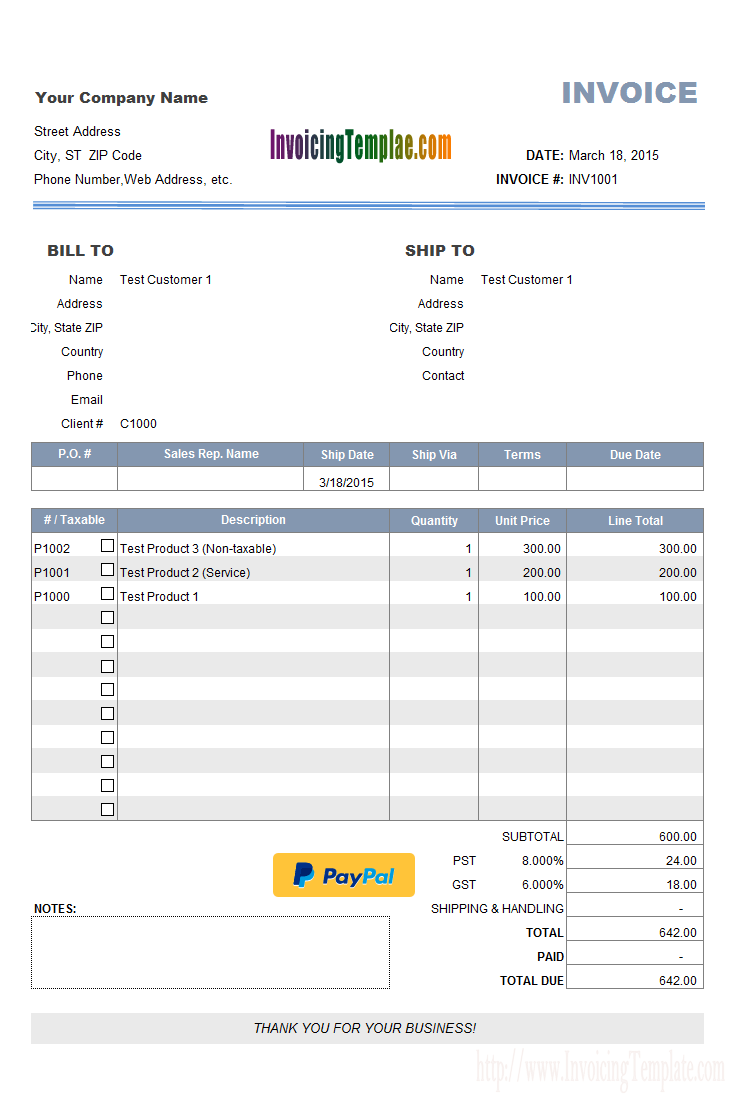 INVOICE
Your Company Name
Street Address
InvoicingTemplae.com
City, ST  ZIP Code
DATE: March 18, 2015
Phone Number,Web Address, etc.
INVOICE #: INV1001
BILL TO
SHIP TO
Name Test Customer 1
Name Test Customer 1
Address
Address
City, State ZIP
City, State ZIP
Country
Country
Phone
Contact
Email
Client # C1000
P.O. # Sales Rep. Name Ship Date Ship Via Terms Due Date
3/18/2015
# / Taxable Description Quantity Unit Price Line Total
P1002 Test Product 3 (Non-taxable) 1 300.00 300.00
P1001 Test Product 2 (Service) 1 200.00 200.00
P1000 Test Product 1 1 100.00 100.00
SUBTOTAL 600.00
PST 8.000% 24.00
PayPal
GST 6.000% 18.00
NOTES:
SHIPPING & HANDLING -
TOTAL 642.00
PAID -
TOTAL DUE 642.00
THANK YOU FOR YOUR BUSINESS!
http://www.InvoicingTemplate.com